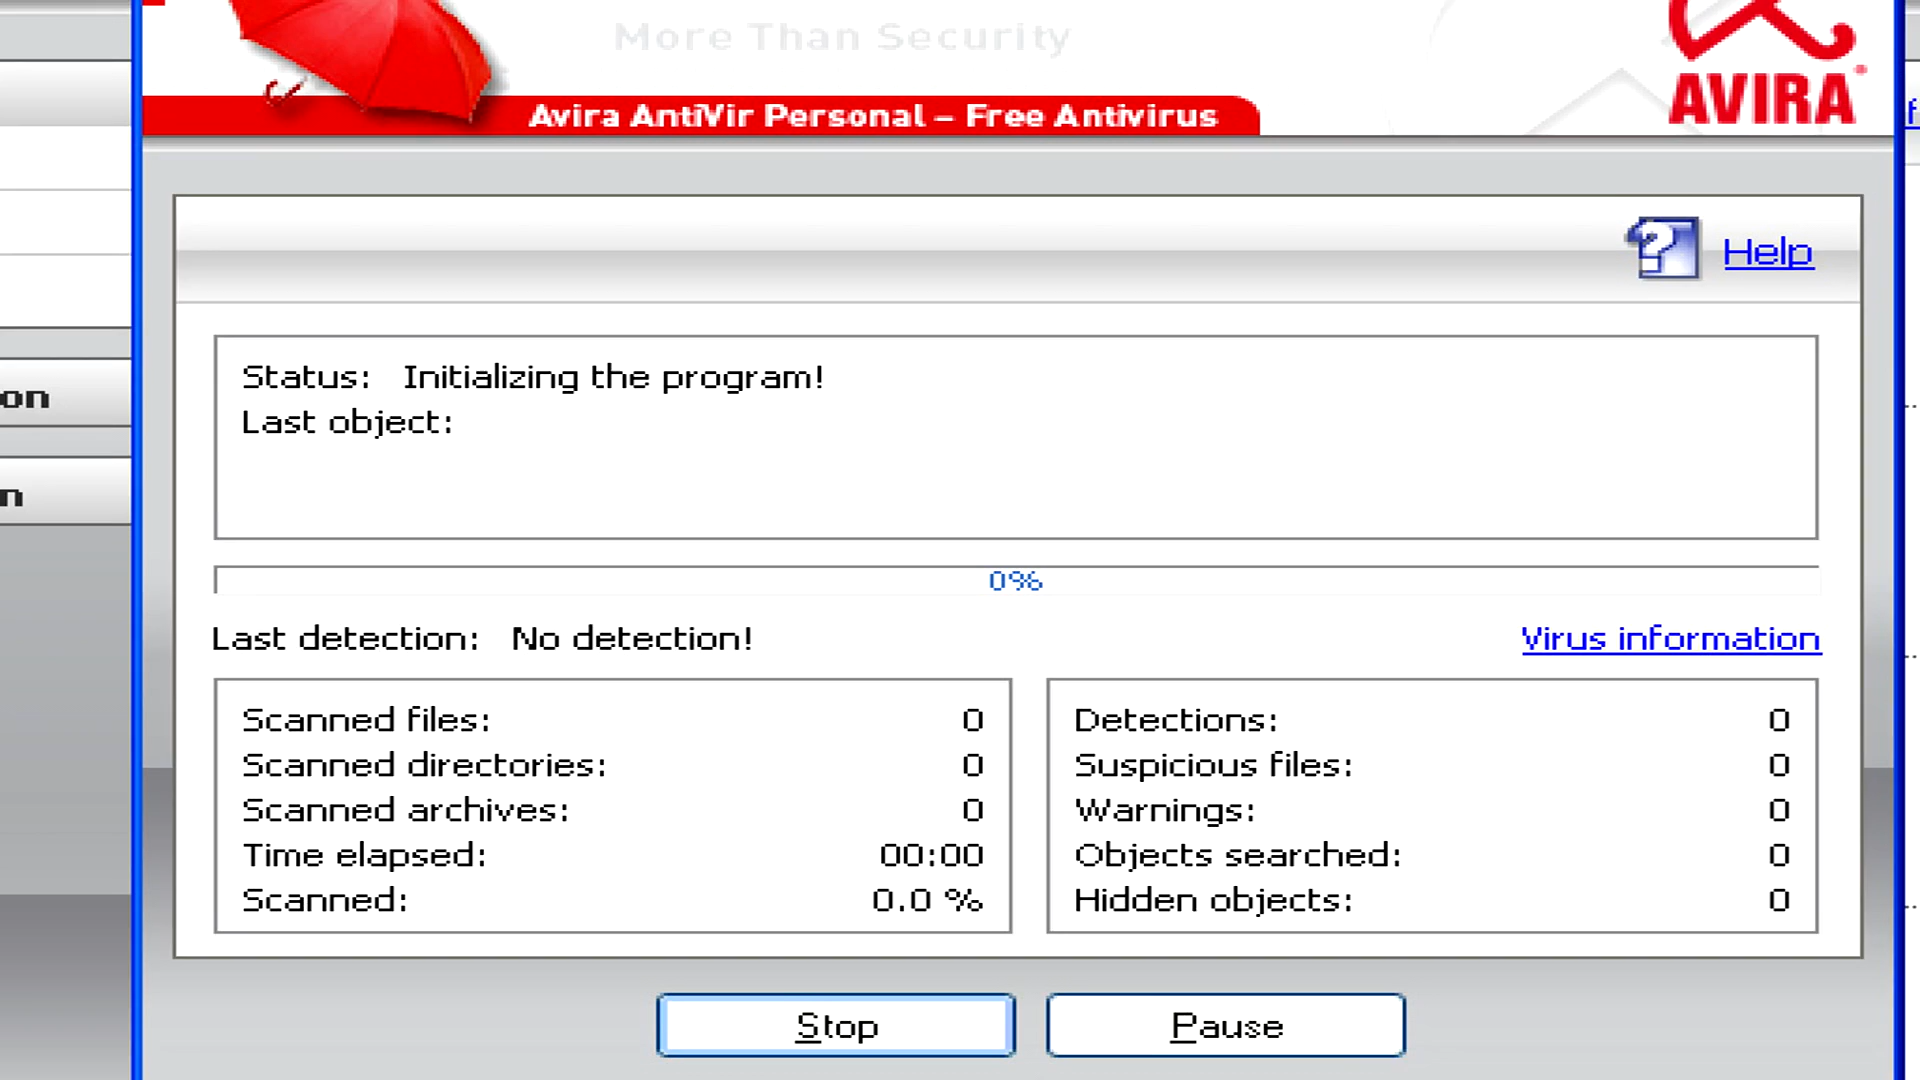 More Than Security
Avira AntiVir Personal – Free Antivirus
AVIRA
Help
Status: Initializing the program!
Last object:
0%
Last detection: No detection!
Virus information
Scanned files: 0
Scanned directories: 0
Scanned archives: 0
Time elapsed: 00:00
Scanned: 0.0 %
Detections: 0
Suspicious files: 0
Warnings: 0
Objects searched: 0
Hidden objects: 0
Stop
Pause
on
n
f